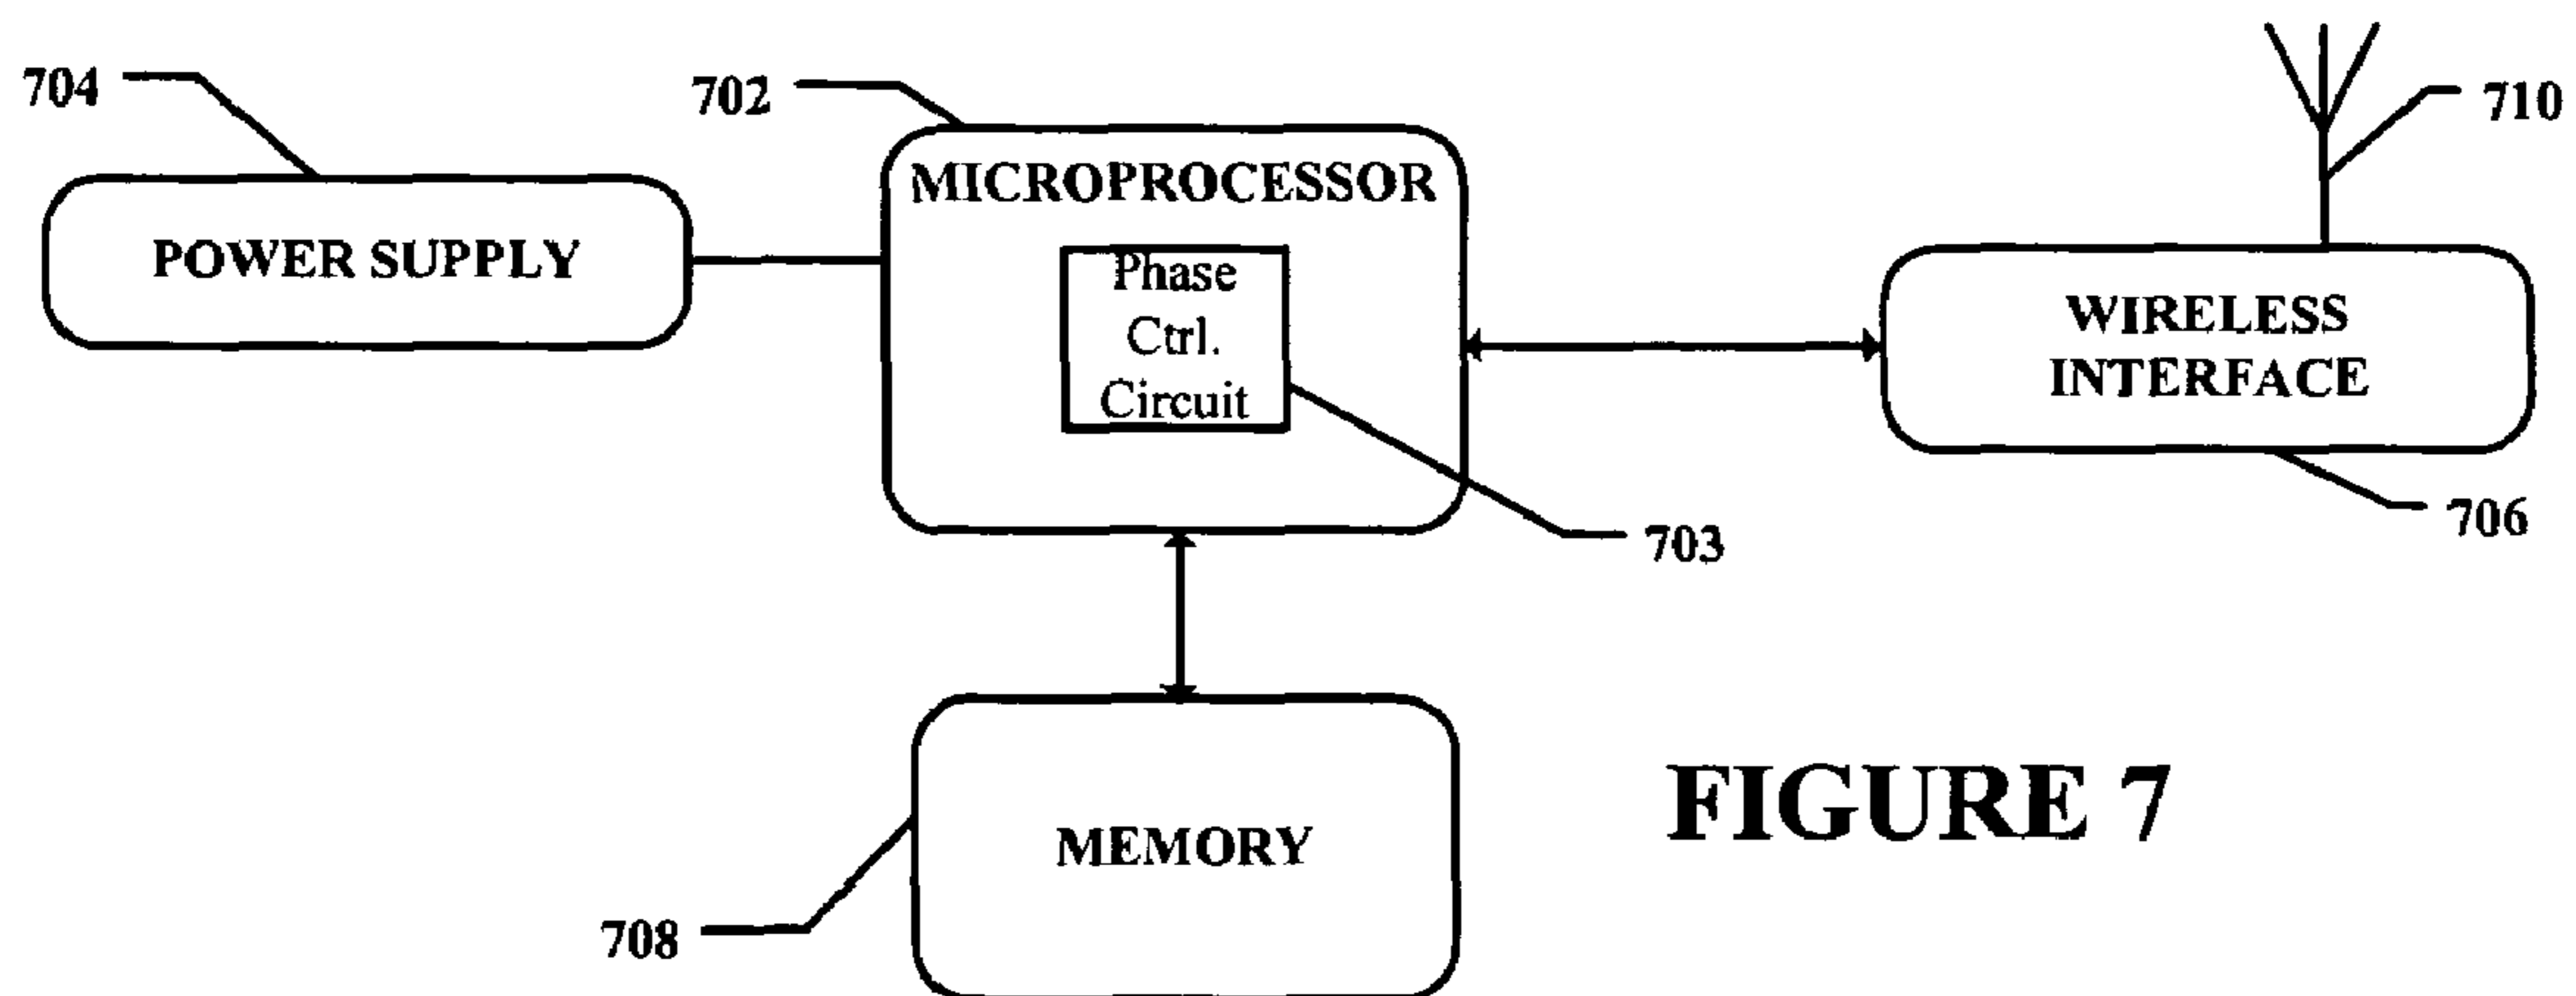 704
702
710
MICROPROCESSOR
POWER SUPPLY
Phase
Ctrl.
Circuit
WIRELESS
INTERFACE
703
706
MEMORY
FIGURE 7
708